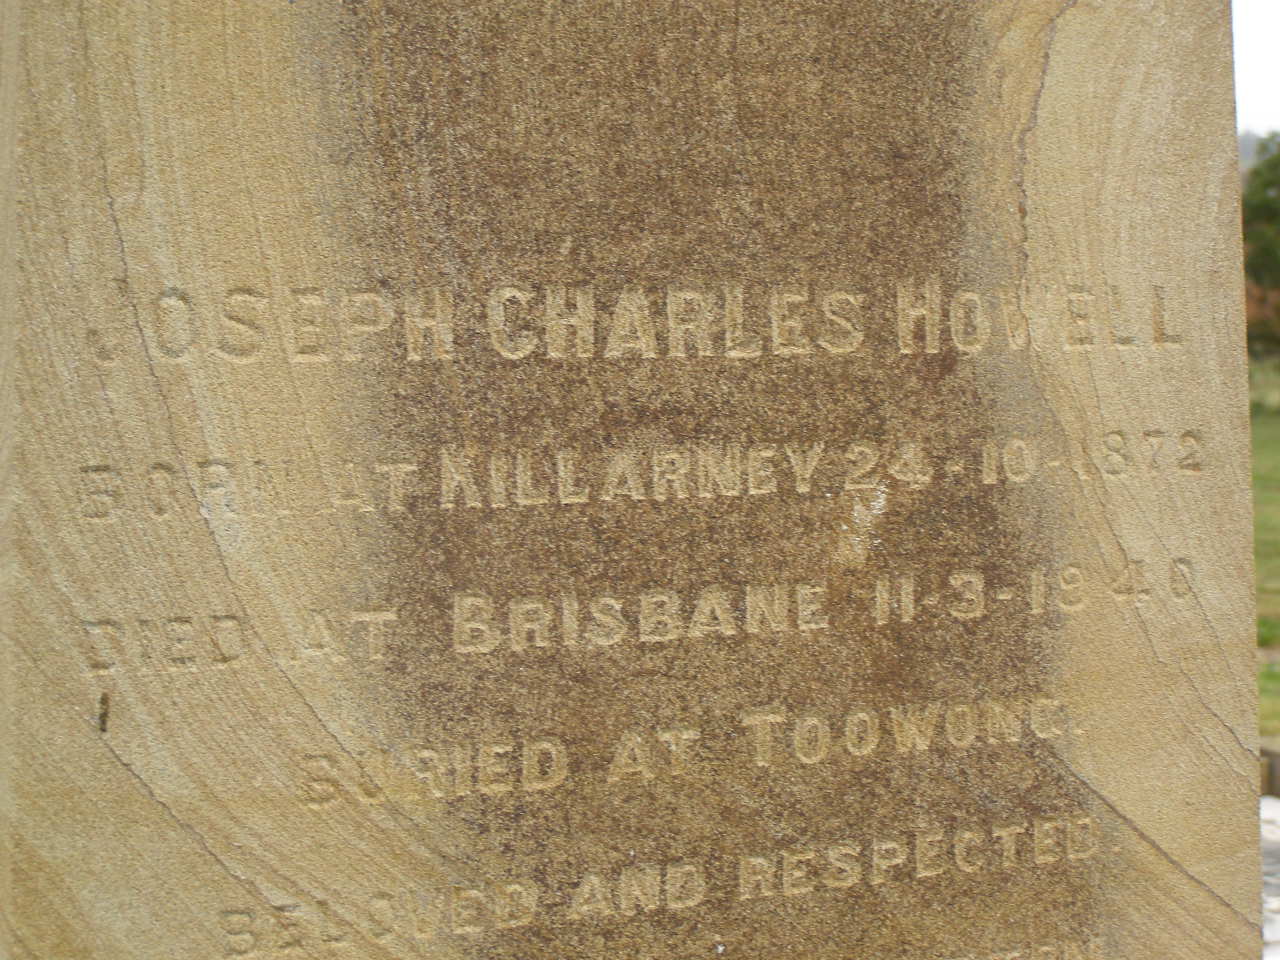 JOSEPH CHARLES HOWELL
BORN AT KILLARNEY 24-10-1872
DIED AT BRISBANE 11-3-1940
BURIED AT TOOWONG.
BELOVED AND RESPECTED.